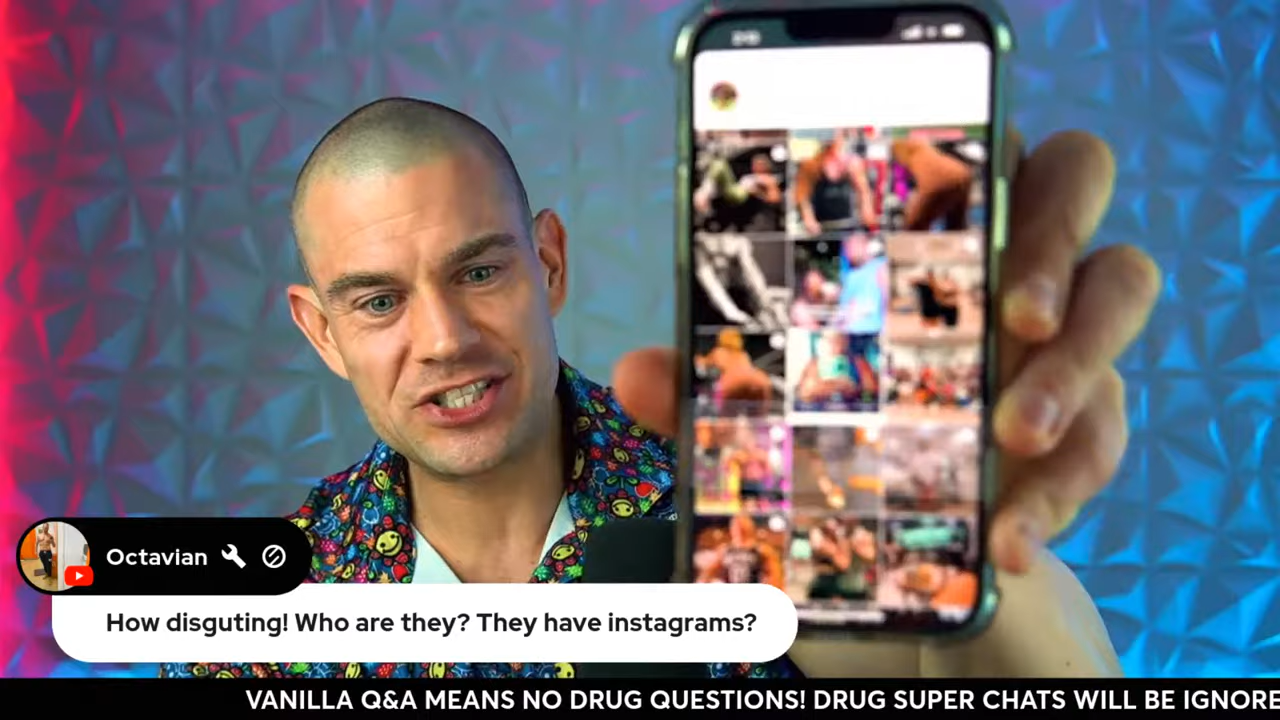 Octavian
How disguting! Who are they? They have instagrams?
VANILLA Q&A MEANS NO DRUG QUESTIONS! DRUG SUPER CHATS WILL BE IGNORE